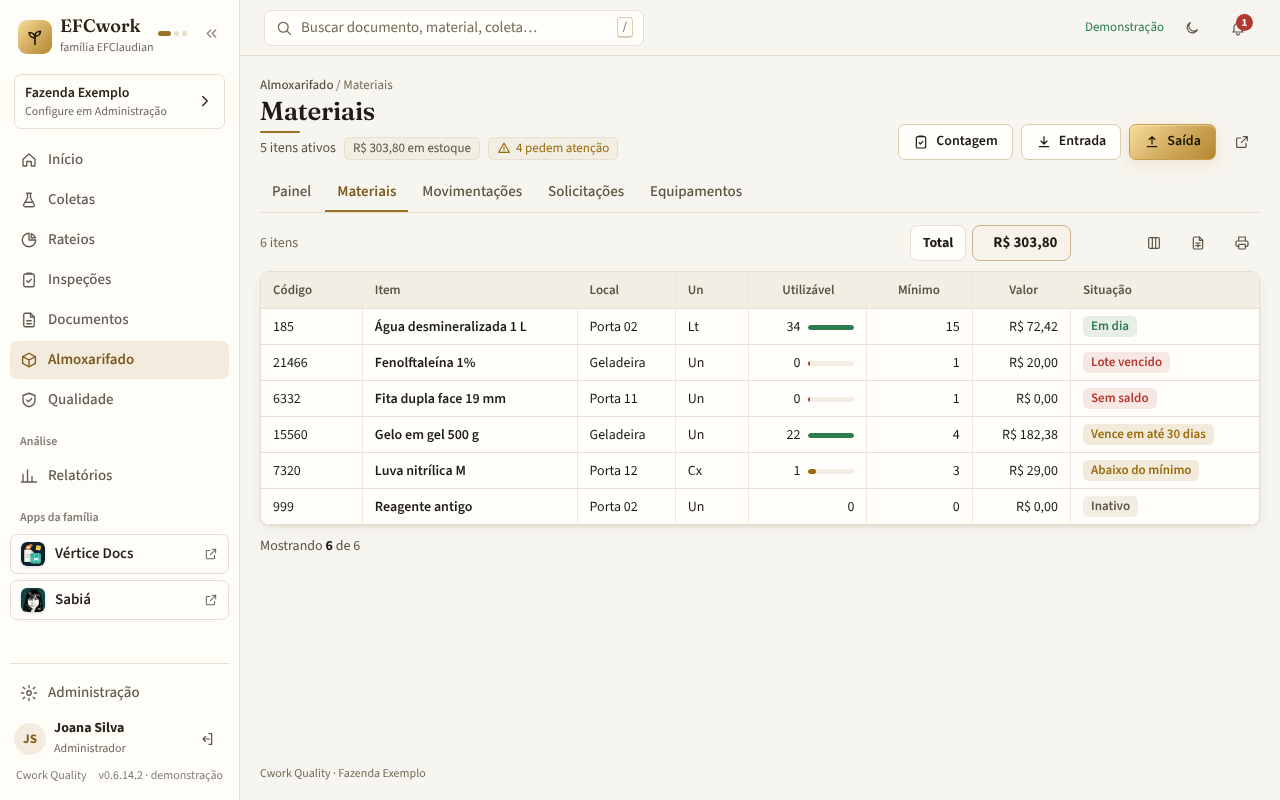 EFCwork
família EFClaudian
Fazenda Exemplo
Configure em Administração
Início
Coletas
Rateios
Inspeções
Documentos
Almoxarifado
Qualidade
Análise
Relatórios
Apps da família
Vértice Docs
Sabiá
Administração
JS
Joana Silva
Administrador
Cwork Quality v0.6.14.2 · demonstração
Buscar documento, material, coleta… /
Demonstração
1
Almoxarifado / Materiais
Materiais
5 itens ativos R$ 303,80 em estoque 4 pedem atenção
Contagem Entrada Saída
Painel Materiais Movimentações Solicitações Equipamentos
6 itens Total R$ 303,80
Código Item Local Un Utilizável Mínimo Valor Situação
185 Água desmineralizada 1 L Porta 02 Lt 34 15 R$ 72,42 Em dia
21466 Fenolftaleína 1% Geladeira Un 0 1 R$ 20,00 Lote vencido
6332 Fita dupla face 19 mm Porta 11 Un 0 1 R$ 0,00 Sem saldo
15560 Gelo em gel 500 g Geladeira Un 22 4 R$ 182,38 Vence em até 30 dias
7320 Luva nitrílica M Porta 12 Cx 1 3 R$ 29,00 Abaixo do mínimo
999 Reagente antigo Porta 02 Un 0 0 R$ 0,00 Inativo
Mostrando 6 de 6
Cwork Quality · Fazenda Exemplo